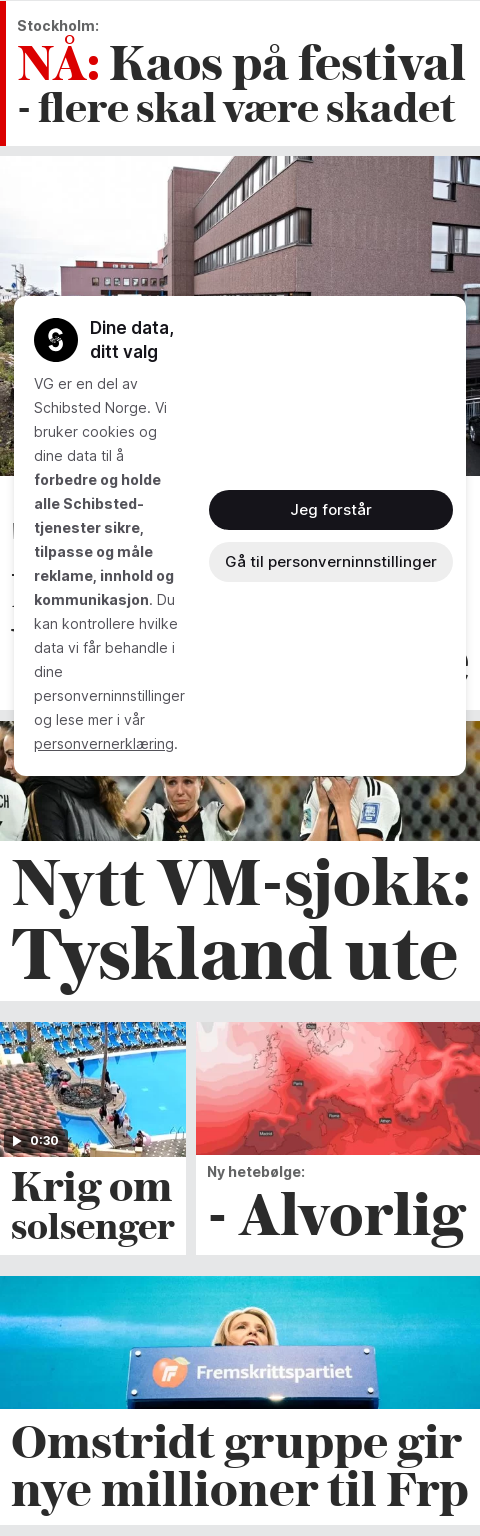 Stockholm:
NÅ: Kaos på festival
- flere skal være skadet
Dine data,
ditt valg
VG er en del av
Schibsted Norge. Vi
bruker cookies og
dine data til å
forbedre og holde
alle Schibsted-
tjenester sikre,
tilpasse og måle
reklame, innhold og
kommunikasjon. Du
kan kontrollere hvilke
data vi får behandle i
dine
personverninnstillinger
og lese mer i vår
personvernerklæring.
Jeg forstår
Gå til personverninnstillinger
Nytt VM-sjokk:
Tyskland ute
0:30
Krig om
solsenger
Ny hetebølge:
- Alvorlig
Fremskrittspartiet
Omstridt gruppe gir
nye millioner til Frp